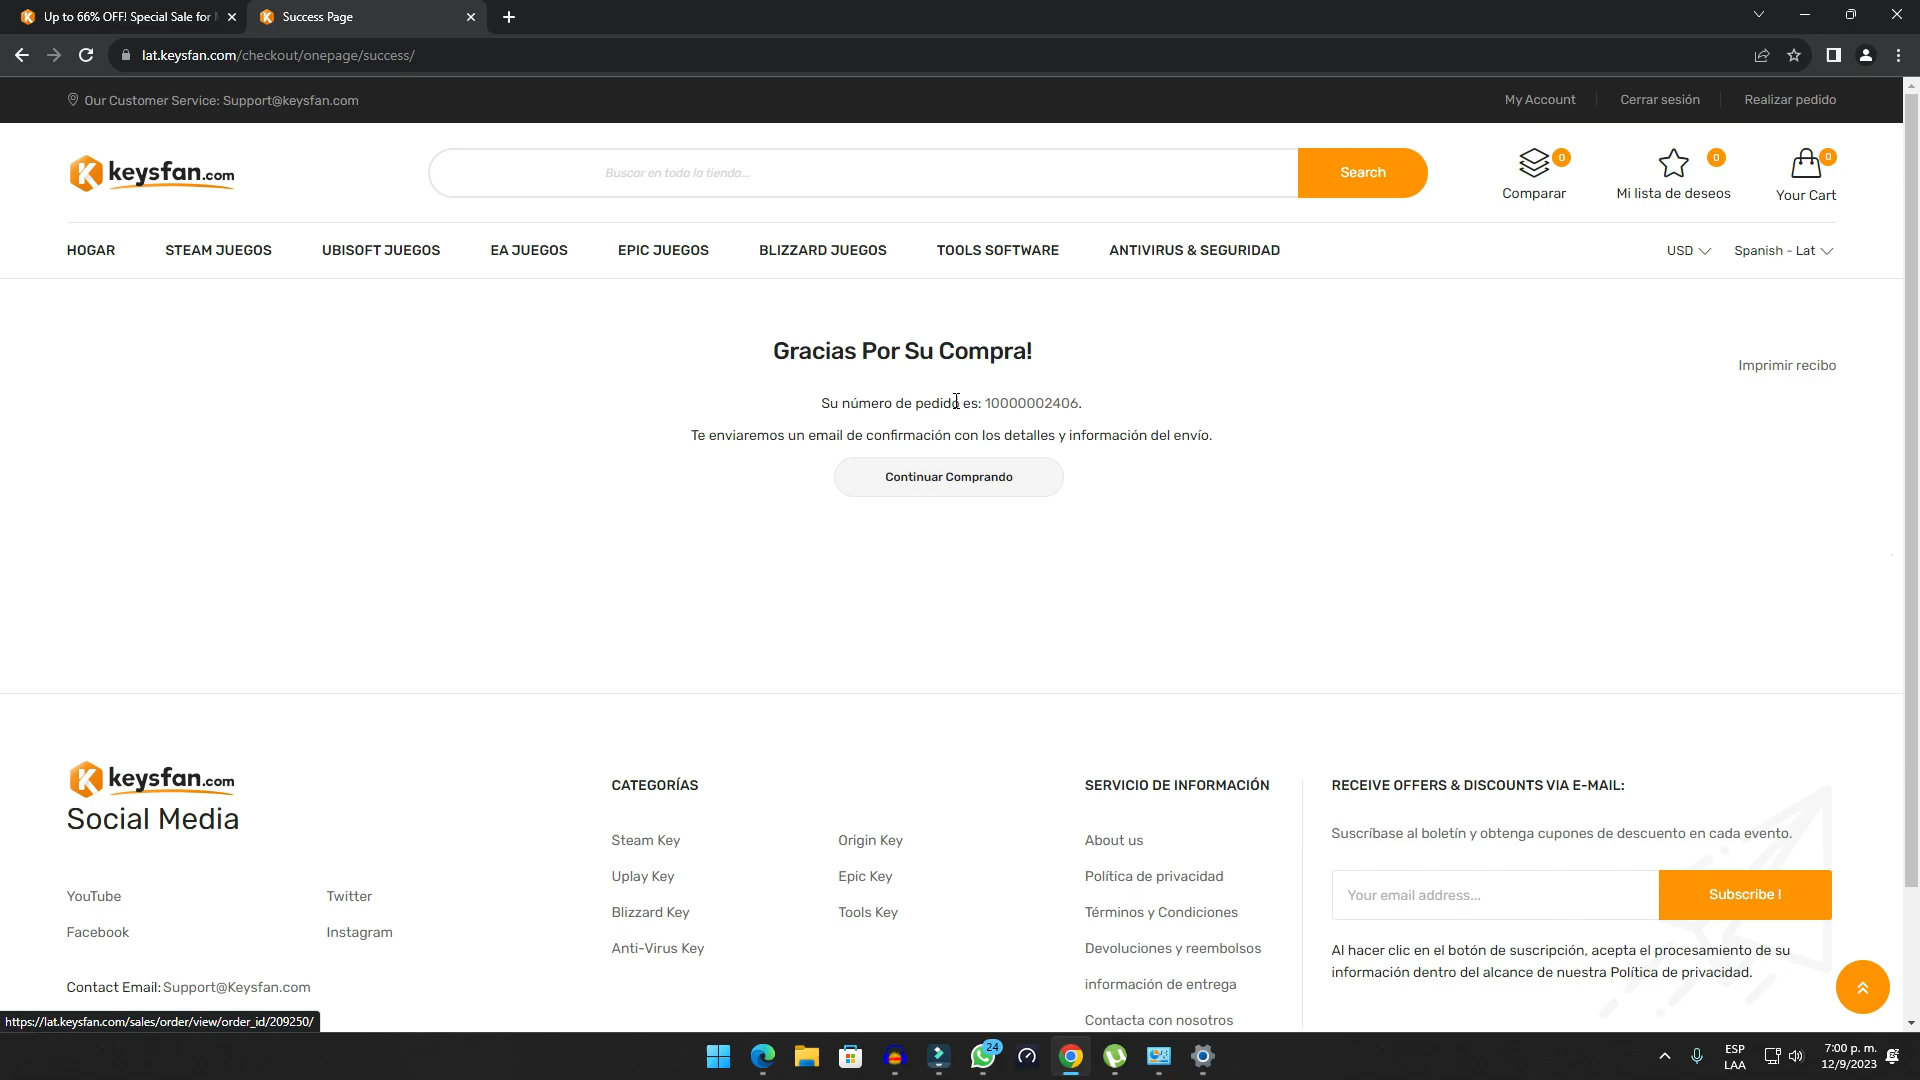 Up to 66% OFF! Special Sale for
Success Page
lat.keysfan.com/checkout/onepage/success/
Our Customer Service: Support@keysfan.com
My Account
Cerrar sesión
Realizar pedido
keysfan.com
Buscar en toda la tienda...
Search
0
Comparar
0
Mi lista de deseos
0
Your Cart
HOGAR
STEAM JUEGOS
UBISOFT JUEGOS
EA JUEGOS
EPIC JUEGOS
BLIZZARD JUEGOS
TOOLS SOFTWARE
ANTIVIRUS & SEGURIDAD
USD
Spanish - Lat
Gracias Por Su Compra!
Imprimir recibo
Su número de pedido es: 10000002406.
Te enviaremos un email de confirmación con los detalles y información del envío.
Continuar Comprando
keysfan.com
Social Media
YouTube
Twitter
Facebook
Instagram
Contact Email: Support@Keysfan.com
CATEGORÍAS
Steam Key
Origin Key
Uplay Key
Epic Key
Blizzard Key
Tools Key
Anti-Virus Key
SERVICIO DE INFORMACIÓN
About us
Política de privacidad
Términos y Condiciones
Devoluciones y reembolsos
información de entrega
Contacta con nosotros
RECEIVE OFFERS & DISCOUNTS VIA E-MAIL:
Suscríbase al boletín y obtenga cupones de descuento en cada evento.
Your email address...
Subscribe !
Al hacer clic en el botón de suscripción, acepta el procesamiento de su
información dentro del alcance de nuestra Política de privacidad.
https://lat.keysfan.com/sales/order/view/order_id/209250/
24
ESP
LAA
7:00 p. m.
12/9/2023